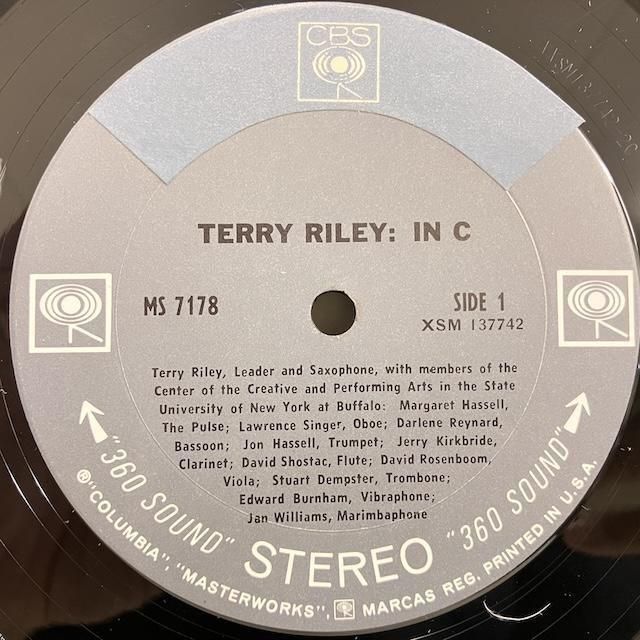 CBS
TERRY RILEY: IN C
MS 7178
SIDE 1
XSM 137742
Terry Riley, Leader and Saxophone, with members of the
Center of the Creative and Performing Arts in the State
University of New York at Buffalo: Margaret Hassell,
The Pulse; Lawrence Singer, Oboe; Darlene Reynard,
Bassoon; Jon Hassell, Trumpet; Jerry Kirkbride,
Clarinet; David Shostac, Flute; David Rosenboom,
Viola; Stuart Dempster, Trombone;
Edward Burnham, Vibraphone;
Jan Williams, Marimbaphone
"360 SOUND" STEREO "360 SOUND"
® "COLUMBIA", "MASTERWORKS", MARCAS REG. PRINTED IN U.S.A.